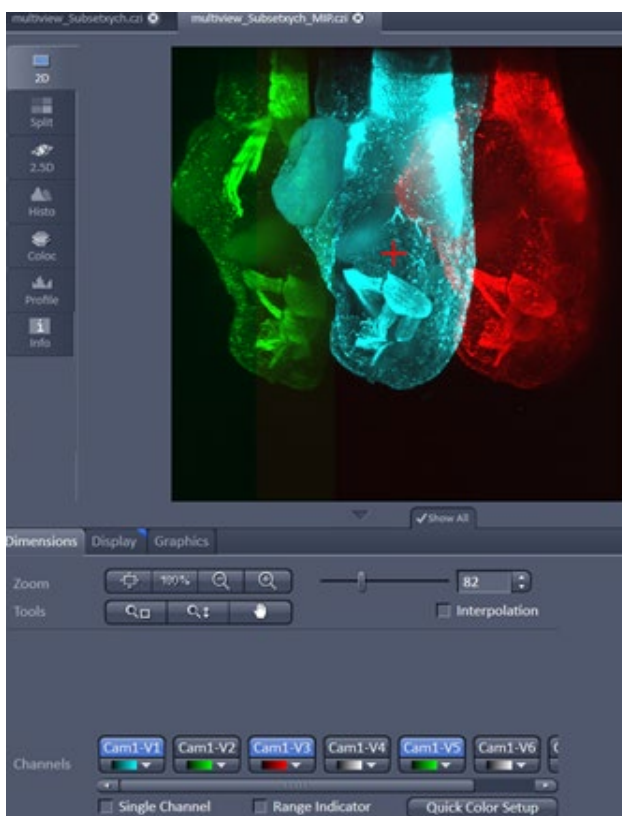 multiview_Subsetxych.czi multiview_Subsetxych_MIP.czi
2D
Split
2.5D
Histo
Coloc
Profile
Info
Show All
Dimensions Display Graphics
Zoom 100% 82
Tools Interpolation
Cam1-V1 Cam1-V2 Cam1-V3 Cam1-V4 Cam1-V5 Cam1-V6
Channels
Single Channel Range Indicator Quick Color Setup